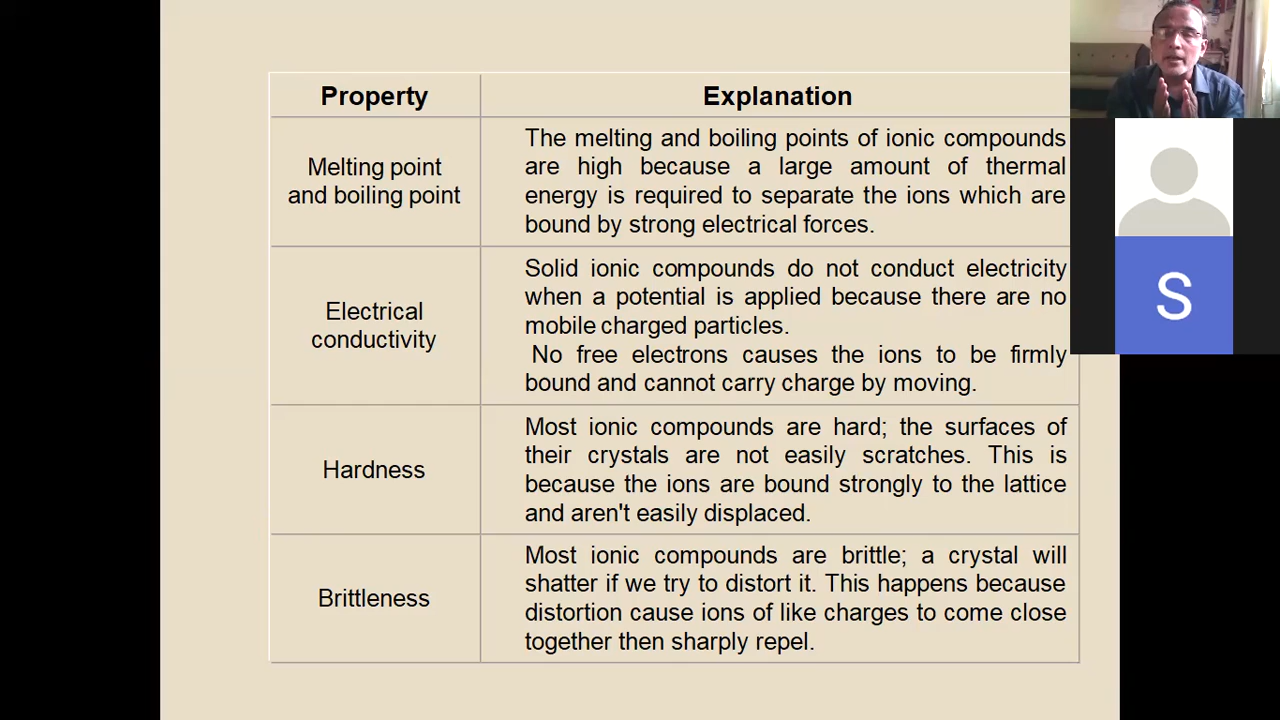 Property
Explanation
Melting point
and boiling point
The melting and boiling points of ionic compounds
are high because a large amount of thermal
energy is required to separate the ions which are
bound by strong electrical forces.
Electrical
conductivity
Solid ionic compounds do not conduct electricity
when a potential is applied because there are no
mobile charged particles.
No free electrons causes the ions to be firmly
bound and cannot carry charge by moving.
Hardness
Most ionic compounds are hard; the surfaces of
their crystals are not easily scratches. This is
because the ions are bound strongly to the lattice
and aren't easily displaced.
Brittleness
Most ionic compounds are brittle; a crystal will
shatter if we try to distort it. This happens because
distortion cause ions of like charges to come close
together then sharply repel.
S